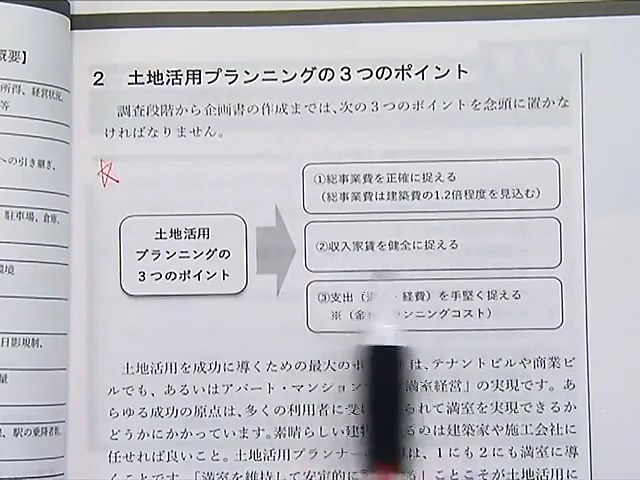 概要】
所得、経営状況、
等
への引き継ぎ、
駐車場、倉庫、
環境
日影規制、
量
、駅の乗降者数、
2 土地活用プランニングの3つのポイント
調査段階から企画書の作成までは、次の3つのポイントを念頭に置かな
ければなりません。
土地活用
プランニングの
3つのポイント
①総事業費を正確に捉える
(総事業費は建築費の1.2倍程度を見込む)
②収入家賃を健全に捉える
③支出(・経費)を手堅く捉える
※(金ンニングコスト)
土地活用を成功に導くための最大のは、テナントビルや商業ビ
ルでも、あるいはアパート・マンション「満室経営」の実現です。あ
らゆる成功の原点は、多くの利用者にられて満室を実現できるか
どうかにかかっています。素晴らしい建のは建築家や施工会社に
任せれば良いこと。土地活用プランナーは、1にも2にも満室に導
くことです。「満室を維持して安定的に」ことこそが土地活用に